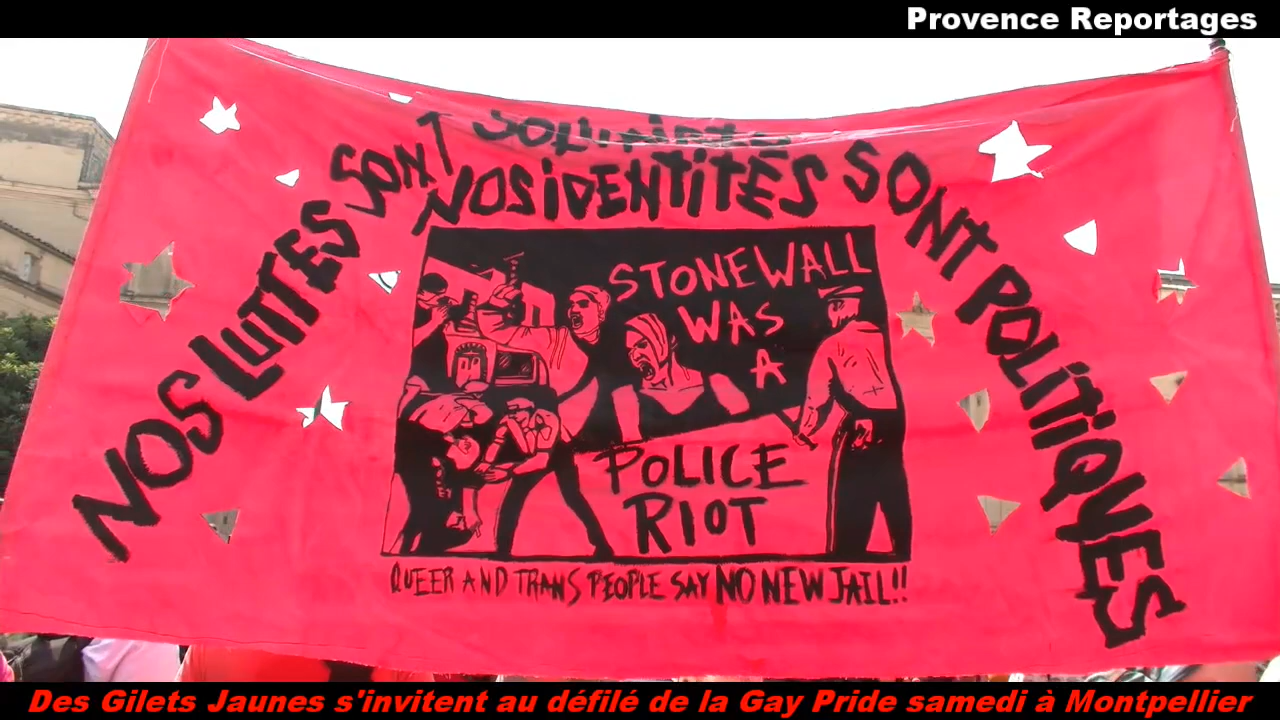 Provence Reportages
NOS LUTTES SONT SOLIDAIRES
NOS iDENTiTÉS SONT POLiTiQUES
STONEWALL
WAS
A
POLICE
RIOT
QUEER AND TRANS PEOPLE SAY NO NEW JAIL!!
Des Gilets Jaunes s'invitent au défilé de la Gay Pride samedi à Montpellier